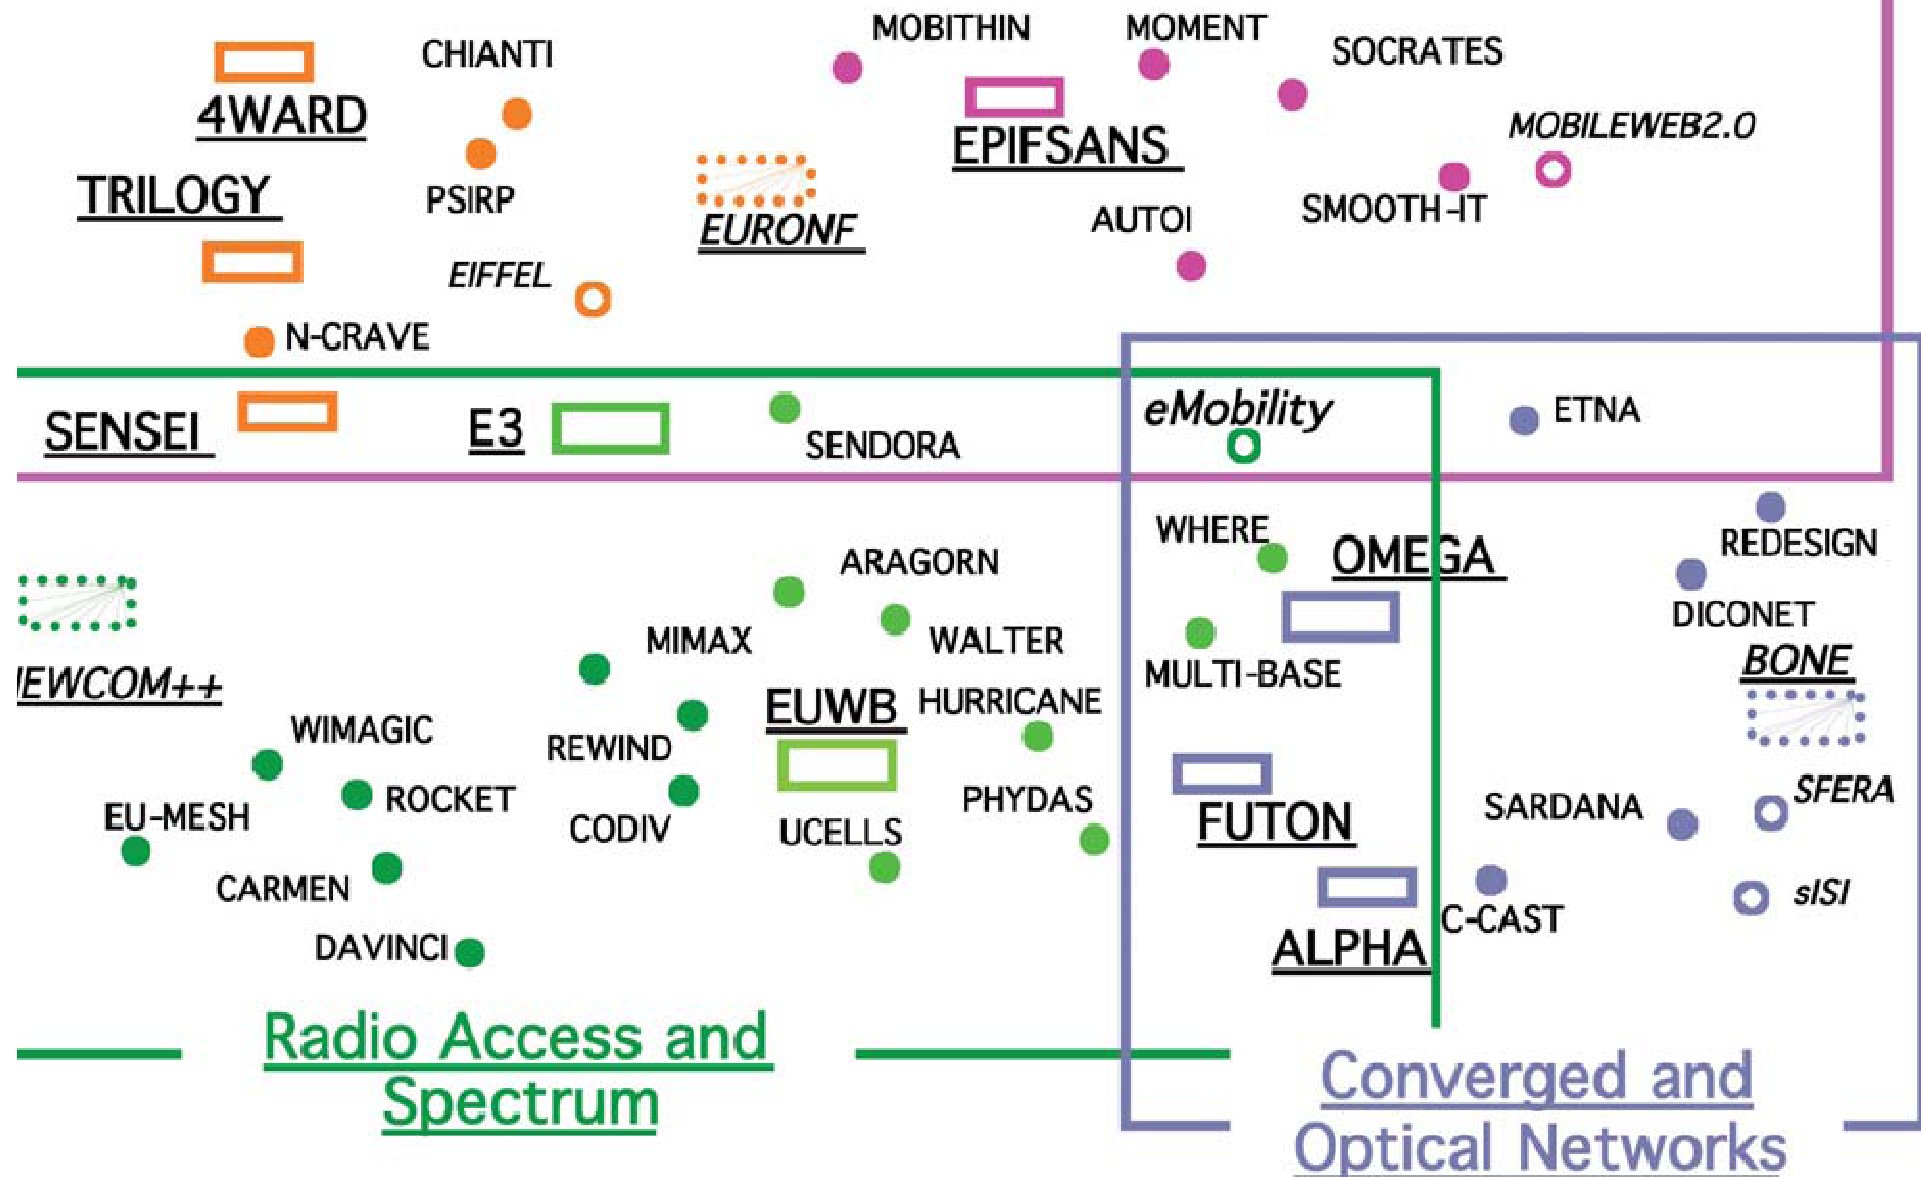 MOBITHIN
MOMENT
CHIANTI
SOCRATES
4WARD
EPIFSANS
MOBILEWEB2.0
TRILOGY
PSIRP
EURONF
AUTOI
SMOOTH-IT
EIFFEL
N-CRAVE
SENSEI
E3
SENDORA
eMobility
ETNA
WHERE
OMEGA
REDESIGN
ARAGORN
DICONET
MIMAX
WALTER
MULTI-BASE
BONE
IEWCOM++
EUWB
HURRICANE
WIMAGIC
REWIND
ROCKET
PHYDAS
SFERA
EU-MESH
CODIV
UCELLS
FUTON
SARDANA
CARMEN
sISI
C-CAST
DAVINCI
ALPHA
Radio Access and
Spectrum
Converged and
Optical Networks